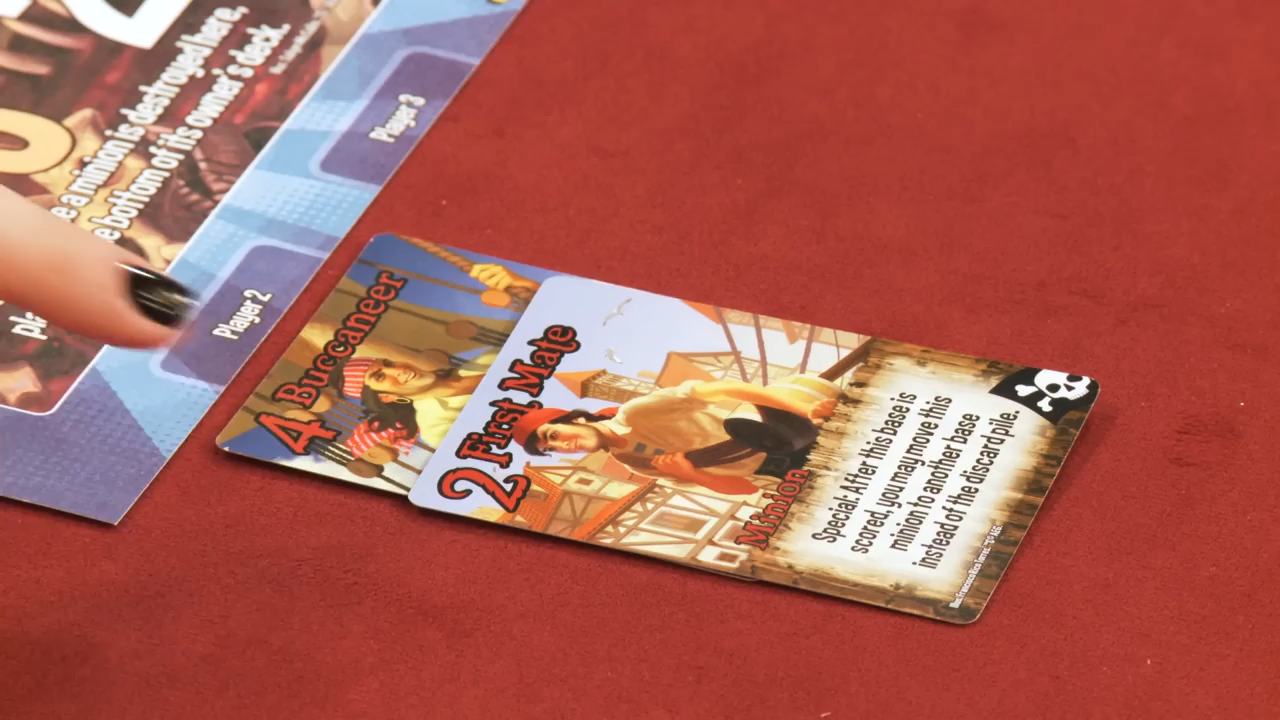 a minion is destroyed here,
bottom of its owner's deck.
Player 3
Player 2
4 Buccaneer
2 First Mate
Minion
Special: After this base is
scored, you may move this
minion to another base
instead of the discard pile.